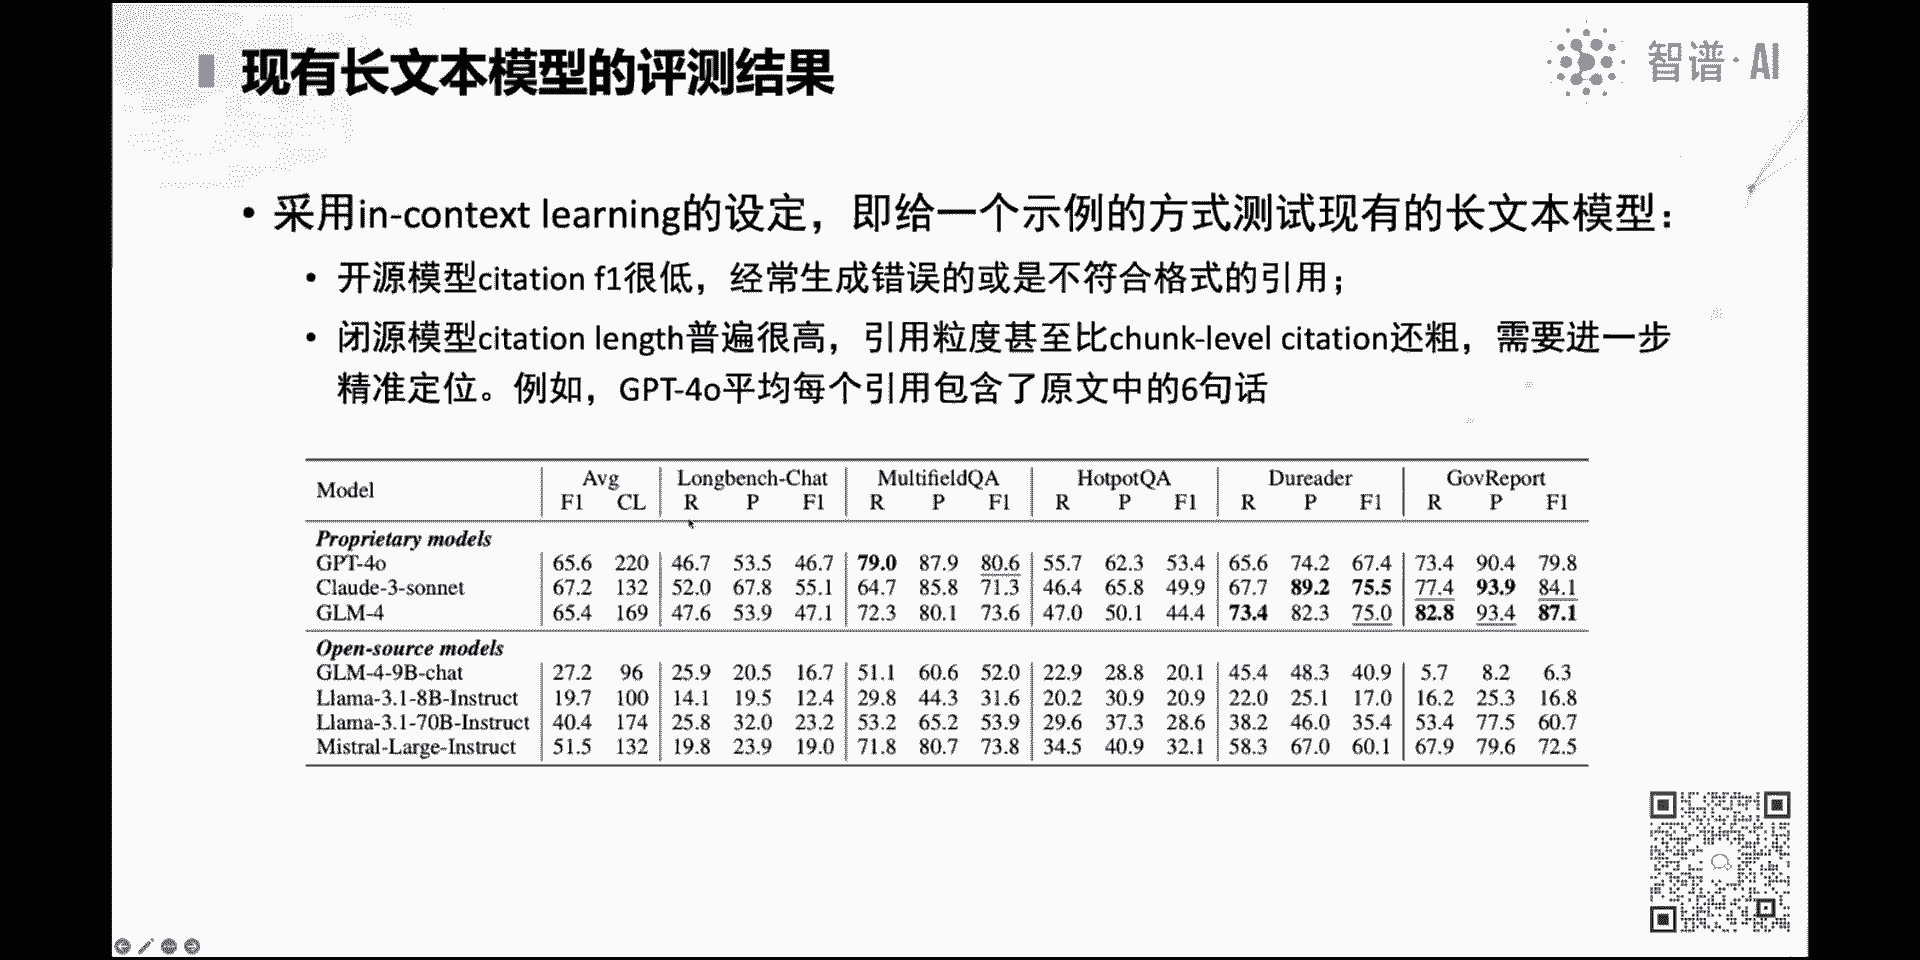 现有长文本模型的评测结果
智谱·AI
• 采用in-context learning的设定，即给一个示例的方式测试现有的长文本模型：
• 开源模型citation f1很低，经常生成错误的或是不符合格式的引用；
• 闭源模型citation length普遍很高，引用粒度甚至比chunk-level citation还粗，需要进一步
精准定位。例如，GPT-4o平均每个引用包含了原文中的6句话
Model Avg Longbench-Chat MultifieldQA HotpotQA Dureader GovReport
F1 CL R P F1 R P F1 R P F1 R P F1 R P F1
Proprietary models
GPT-4o 65.6 220 46.7 53.5 46.7 79.0 87.9 80.6 55.7 62.3 53.4 65.6 74.2 67.4 73.4 90.4 79.8
Claude-3-sonnet 67.2 132 52.0 67.8 55.1 64.7 85.8 71.3 46.4 65.8 49.9 67.7 89.2 75.5 77.4 93.9 84.1
GLM-4 65.4 169 47.6 53.9 47.1 72.3 80.1 73.6 47.0 50.1 44.4 73.4 82.3 75.0 82.8 93.4 87.1
Open-source models
GLM-4-9B-chat 27.2 96 25.9 20.5 16.7 51.1 60.6 52.0 22.9 28.8 20.1 45.4 48.3 40.9 5.7 8.2 6.3
Llama-3.1-8B-Instruct 19.7 100 14.1 19.5 12.4 29.8 44.3 31.6 20.2 30.9 20.9 22.0 25.1 17.0 16.2 25.3 16.8
Llama-3.1-70B-Instruct 40.4 174 25.8 32.0 23.2 53.2 65.2 53.9 29.6 37.3 28.6 38.2 46.0 35.4 53.4 77.5 60.7
Mistral-Large-Instruct 51.5 132 19.8 23.9 19.0 71.8 80.7 73.8 34.5 40.9 32.1 58.3 67.0 60.1 67.9 79.6 72.5